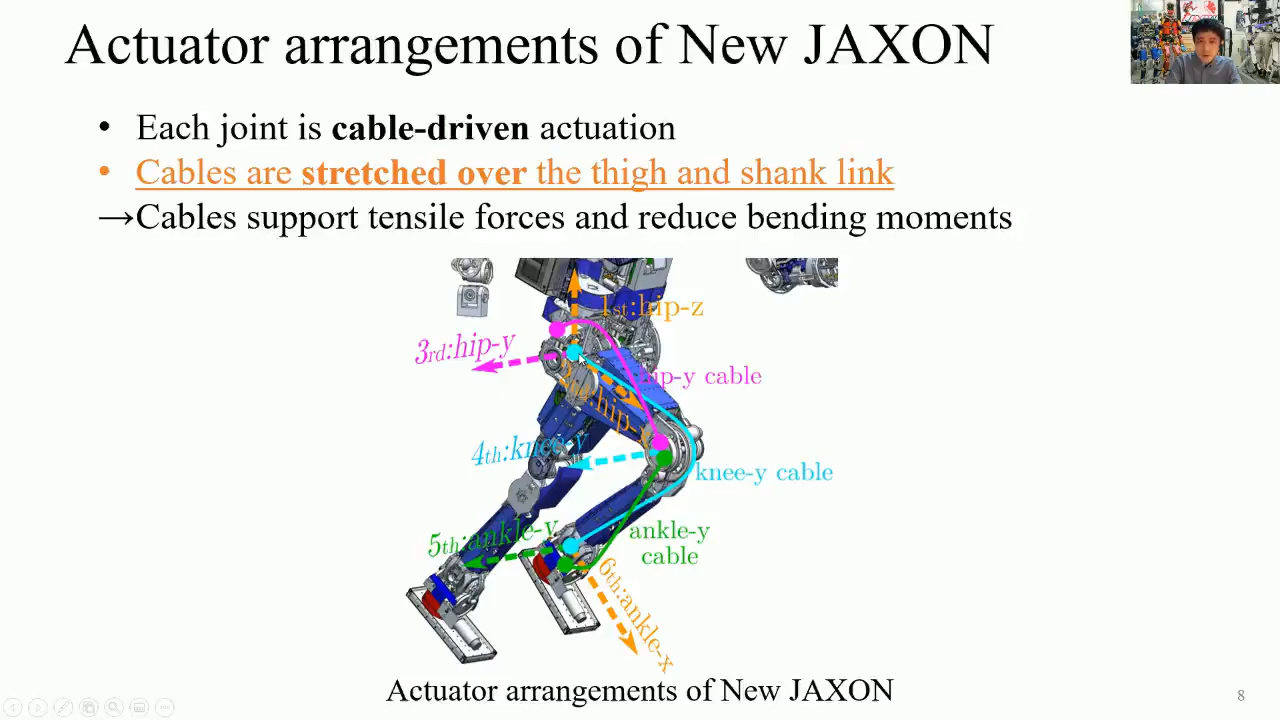 Actuator arrangements of New JAXON
• Each joint is cable-driven actuation
• Cables are stretched over the thigh and shank link
→Cables support tensile forces and reduce bending moments
1st:hip-z
3rd:hip-y
hip-y cable
4th:knee-y
knee-y cable
5th:ankle-y
ankle-y
cable
6th:ankle-x
Actuator arrangements of New JAXON
8